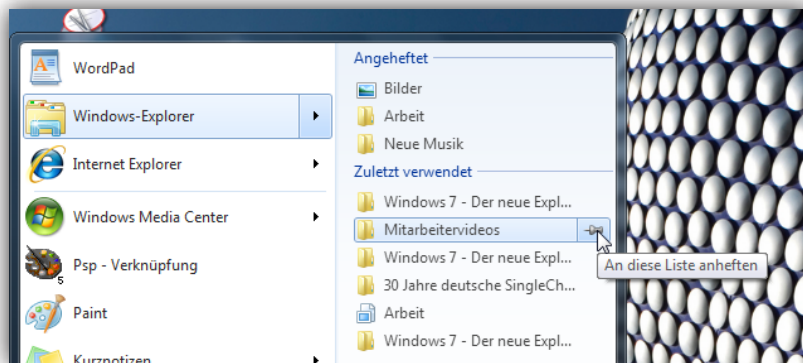 WordPad
Windows-Explorer
Internet Explorer
Windows Media Center
Psp - Verknüpfung
5
Paint
Kurznotizen
Angeheftet
Bilder
Arbeit
Neue Musik
Zuletzt verwendet
Windows 7 - Der neue Expl...
Mitarbeitervideos
Windows 7 - Der neue Expl...
An diese Liste anheften
30 Jahre deutsche SingleCh...
Arbeit
Windows 7 - Der neue Expl...